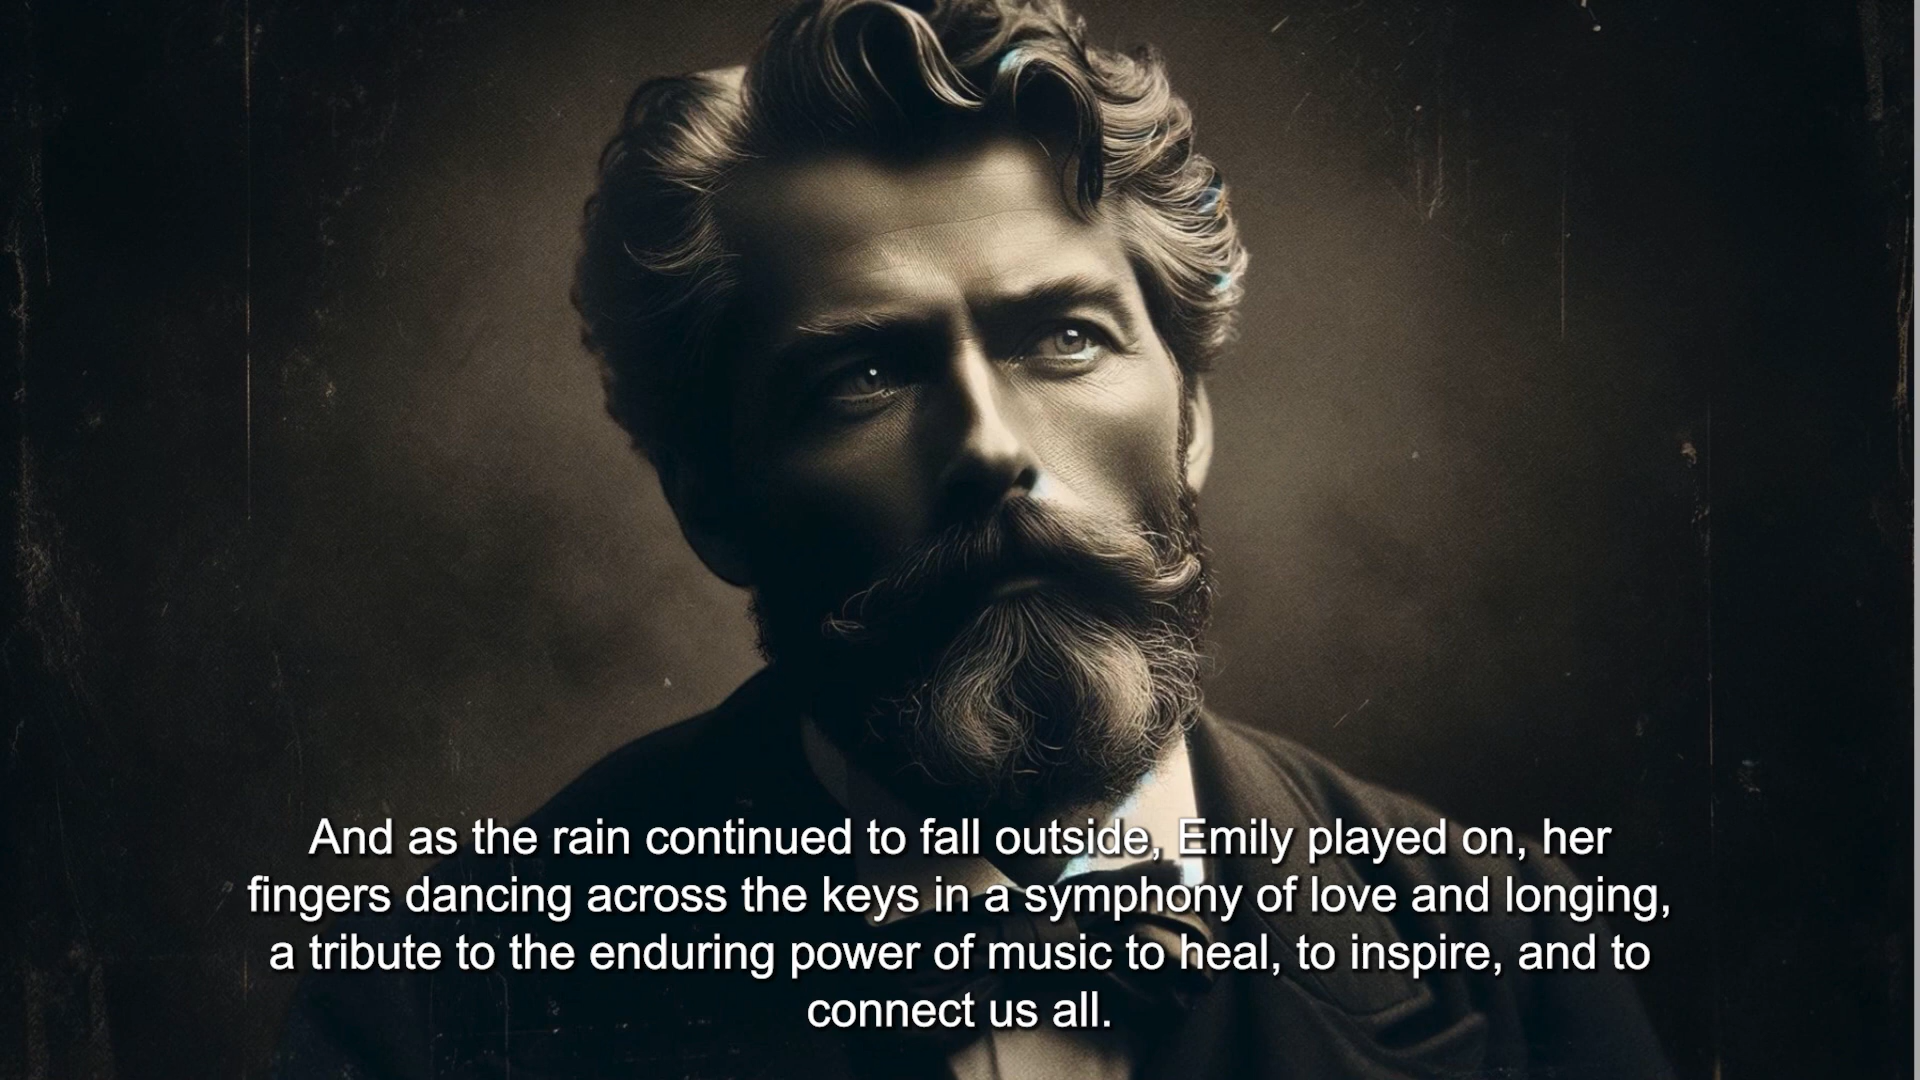 And as the rain continued to fall outside, Emily played on, her
fingers dancing across the keys in a symphony of love and longing,
a tribute to the enduring power of music to heal, to inspire, and to
connect us all.